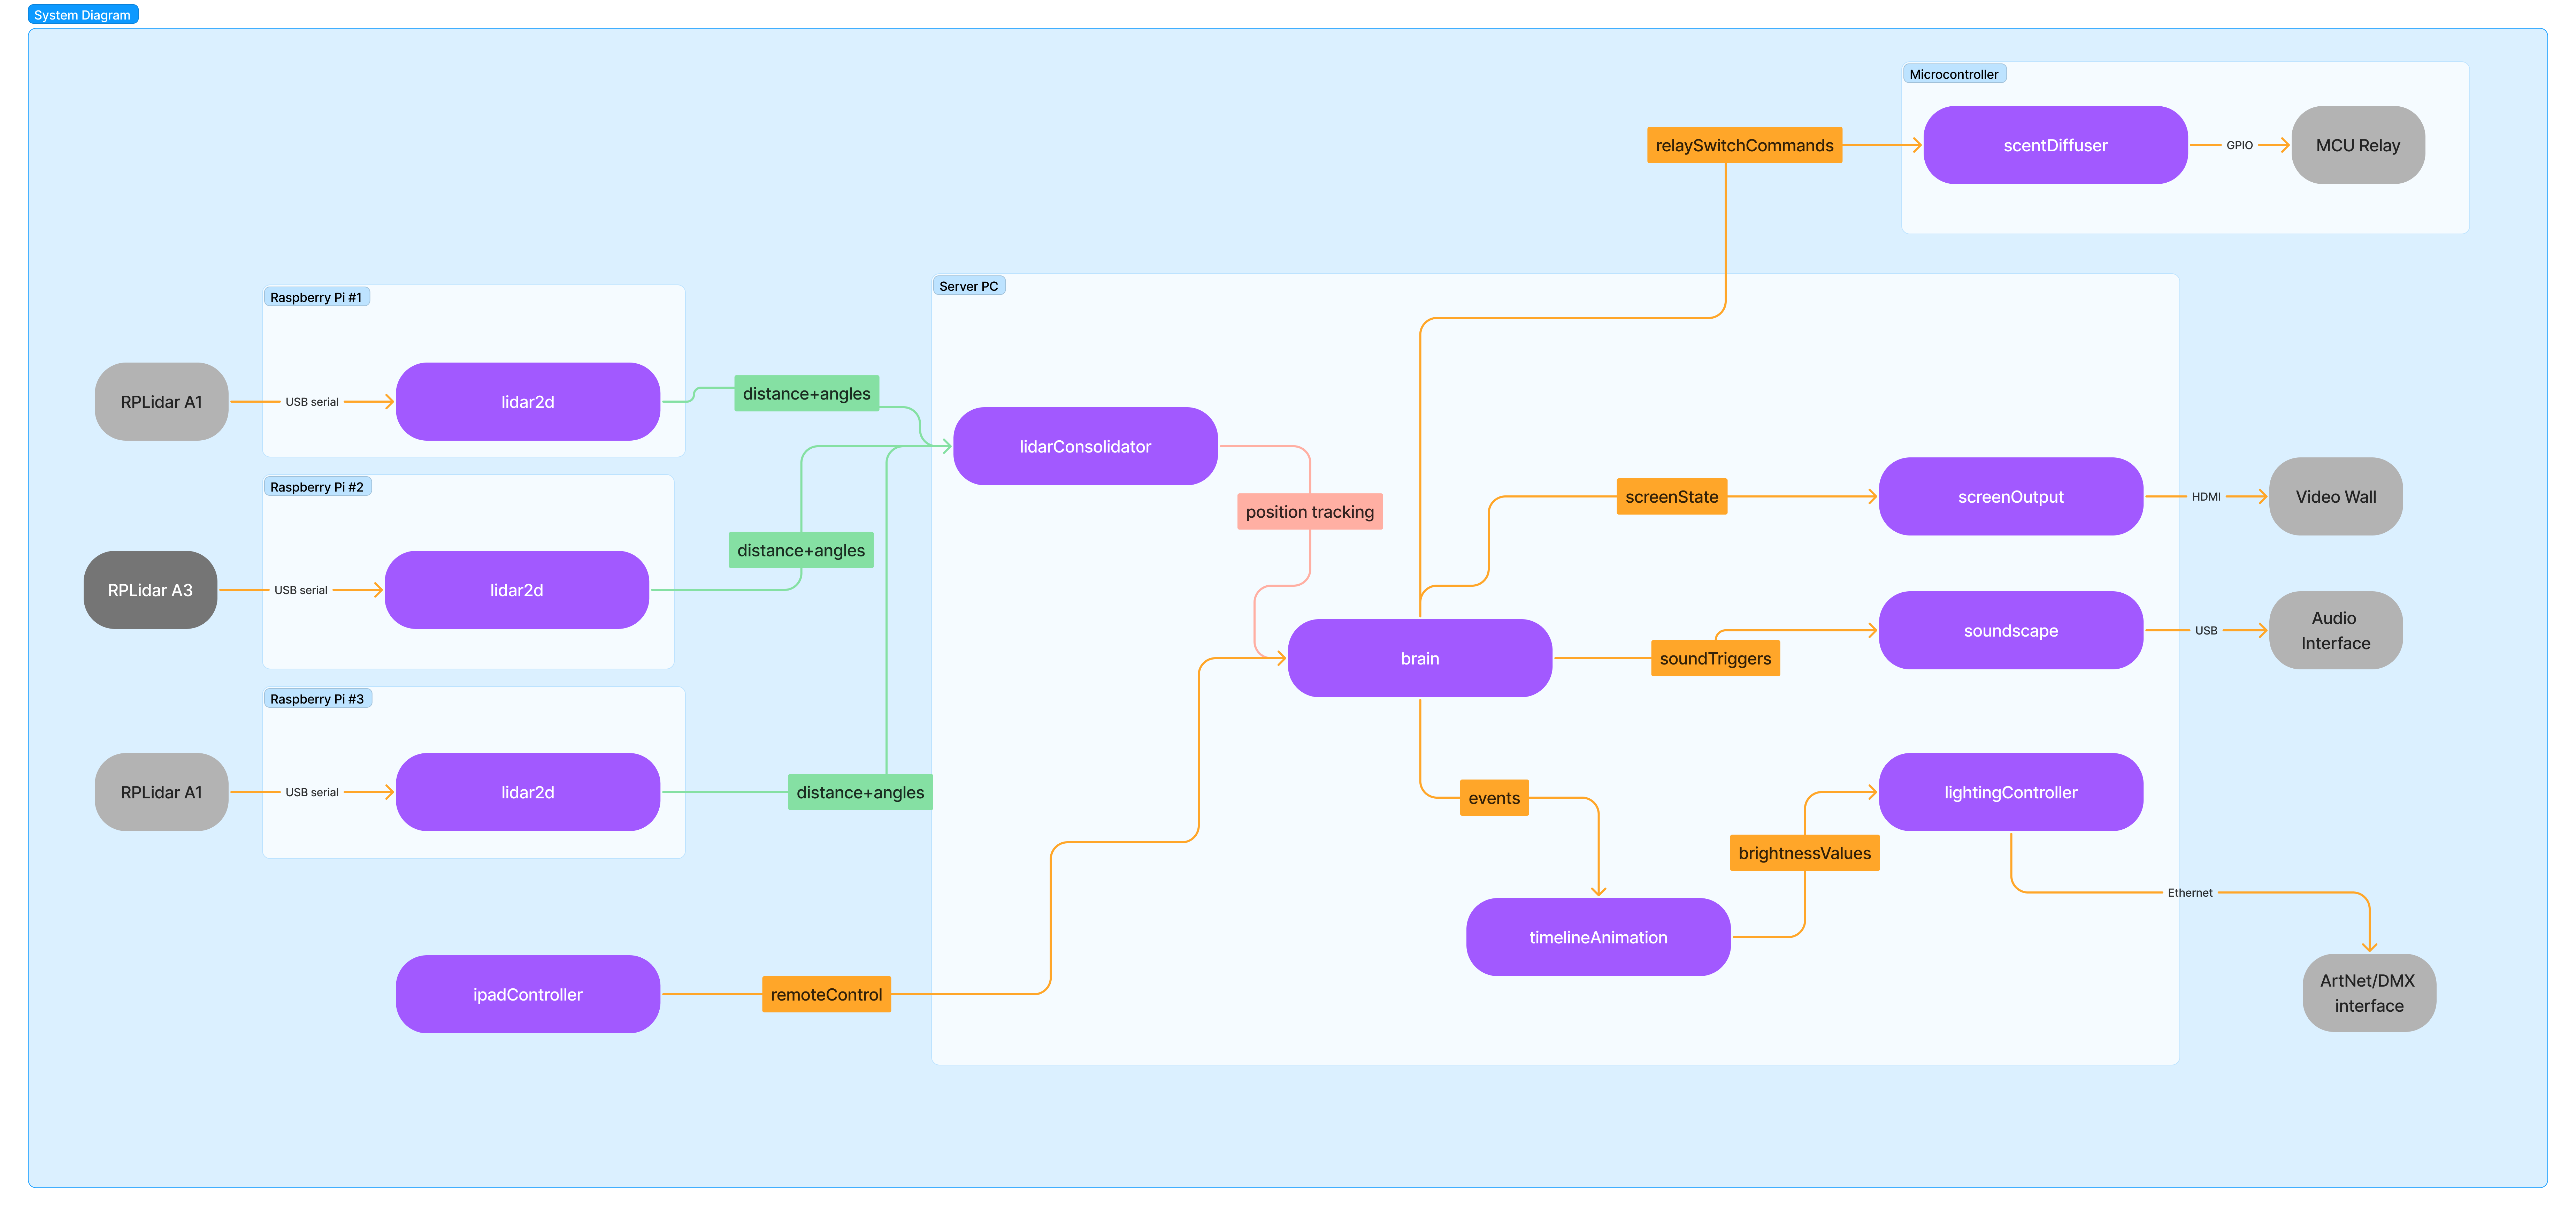 System Diagram
Microcontroller
relaySwitchCommands
scentDiffuser
GPIO
MCU Relay
Server PC
Raspberry Pi #1
RPLidar A1
USB serial
lidar2d
distance+angles
lidarConsolidator
Raspberry Pi #2
position tracking
screenState
screenOutput
HDMI
Video Wall
distance+angles
RPLidar A3
USB serial
lidar2d
brain
soundTriggers
soundscape
USB
Audio
Interface
Raspberry Pi #3
RPLidar A1
USB serial
lidar2d
distance+angles
events
lightingController
brightnessValues
Ethernet
timelineAnimation
ipadController
remoteControl
ArtNet/DMX
interface